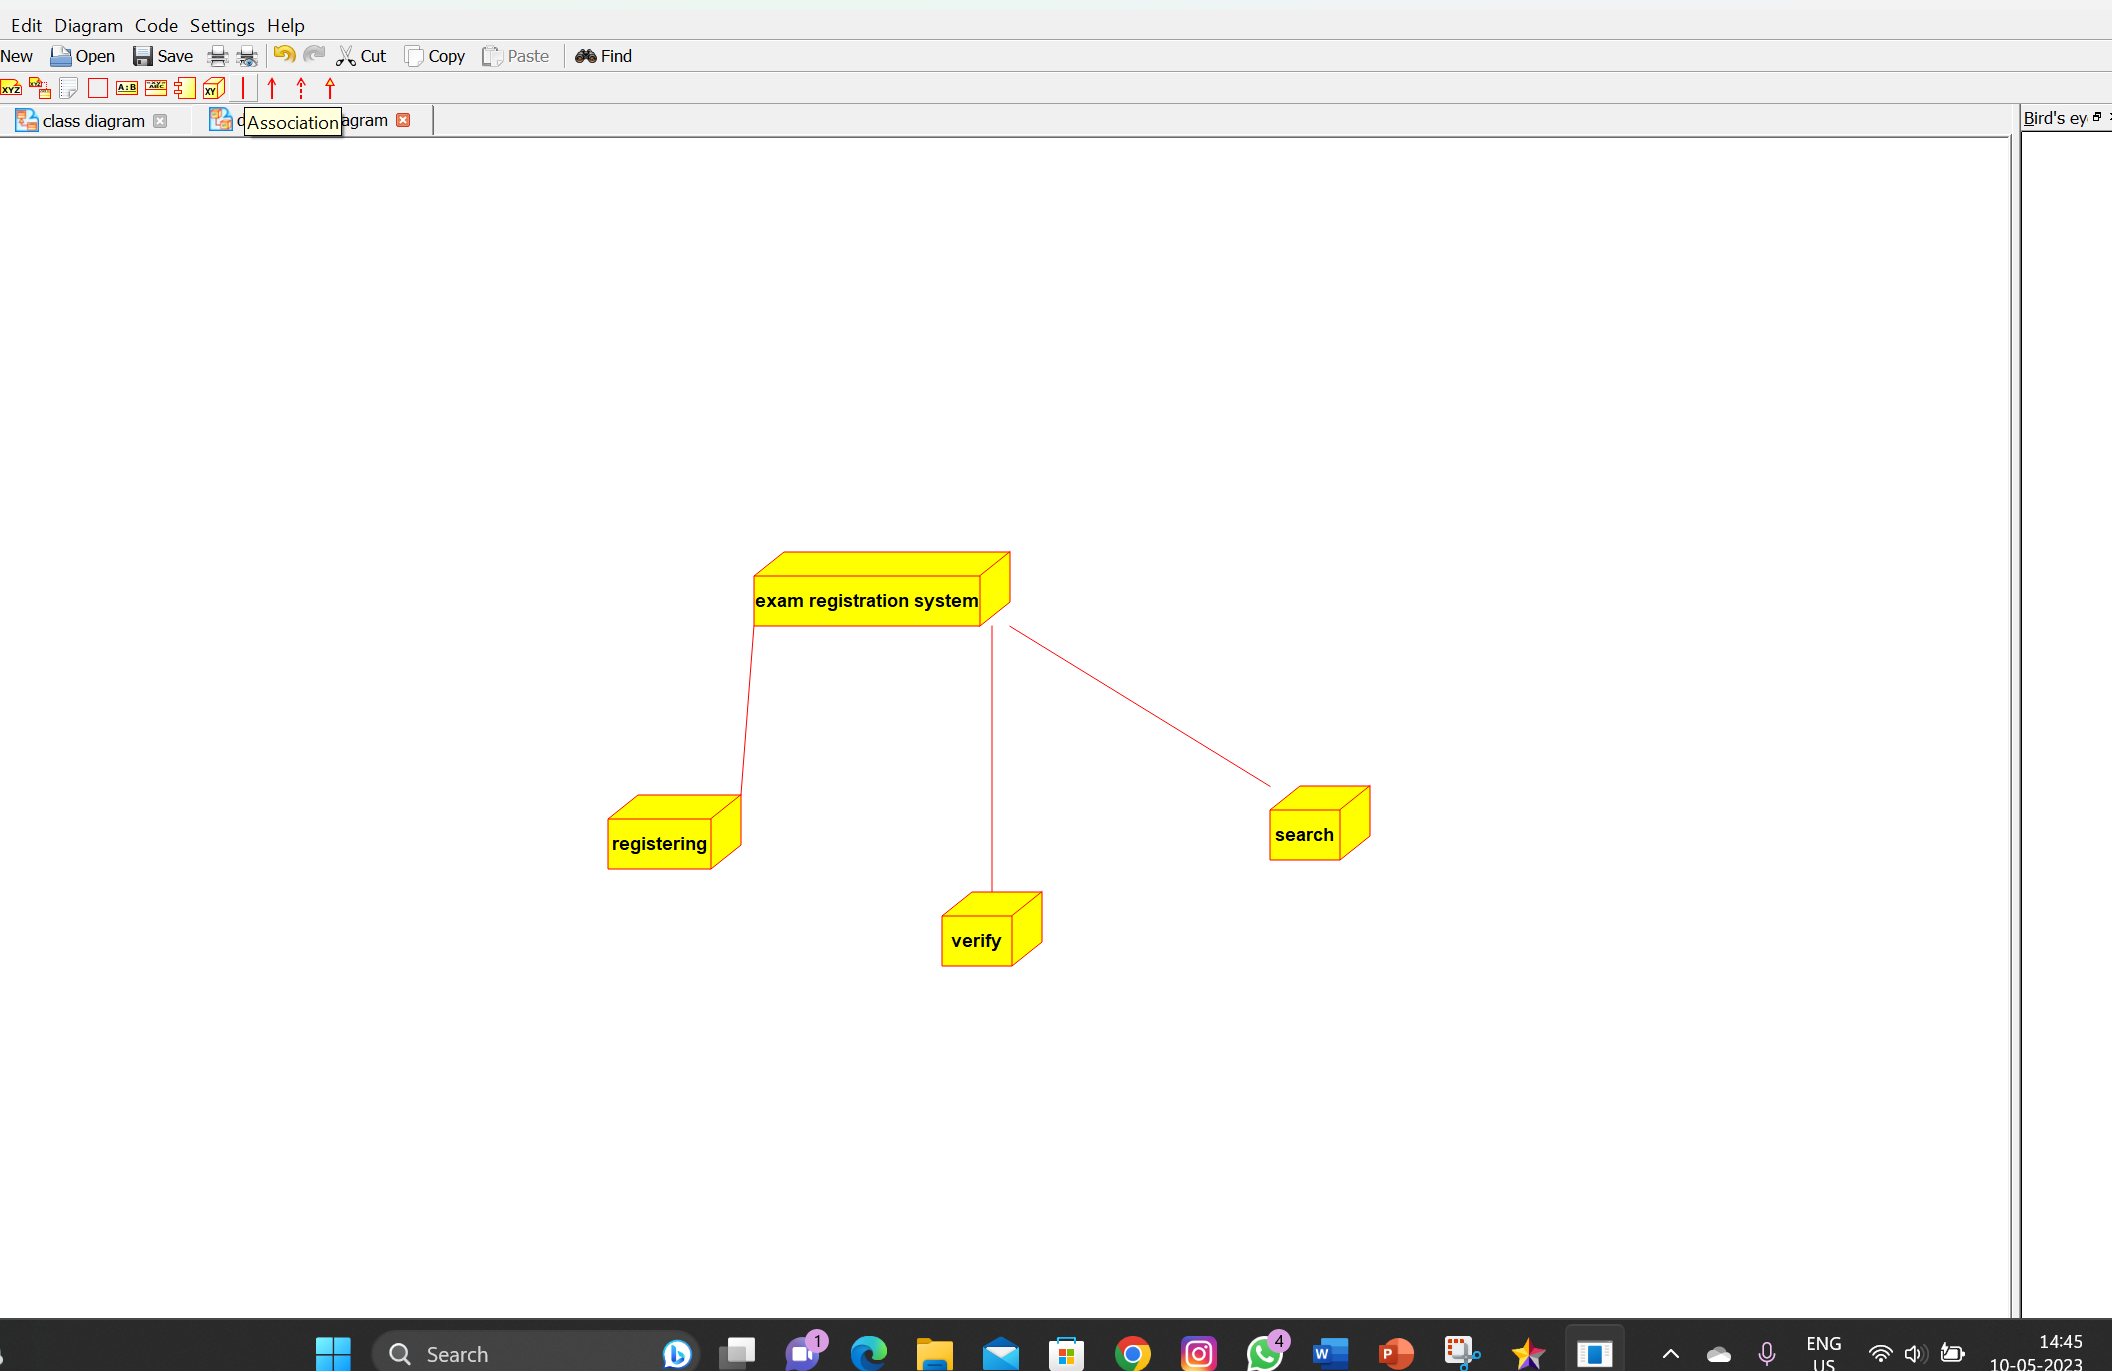 Edit Diagram Code Settings Help
New Open Save Cut Copy Paste Find
XYZ A:B ABC XY
class diagram Association agram Bird's ey
exam registration system
registering
search
verify
1 4
Search ENG 14:45
US 10-05-2023